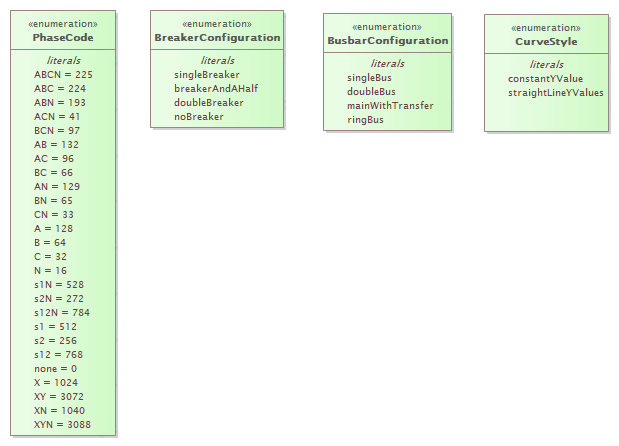 «enumeration»
PhaseCode
literals
ABCN = 225
ABC = 224
ABN = 193
ACN = 41
BCN = 97
AB = 132
AC = 96
BC = 66
AN = 129
BN = 65
CN = 33
A = 128
B = 64
C = 32
N = 16
s1N = 528
s2N = 272
s12N = 784
s1 = 512
s2 = 256
s12 = 768
none = 0
X = 1024
XY = 3072
XN = 1040
XYN = 3088
«enumeration»
BreakerConfiguration
literals
singleBreaker
breakerAndAHalf
doubleBreaker
noBreaker
«enumeration»
BusbarConfiguration
literals
singleBus
doubleBus
mainWithTransfer
ringBus
«enumeration»
CurveStyle
literals
constantYValue
straightLineYValues